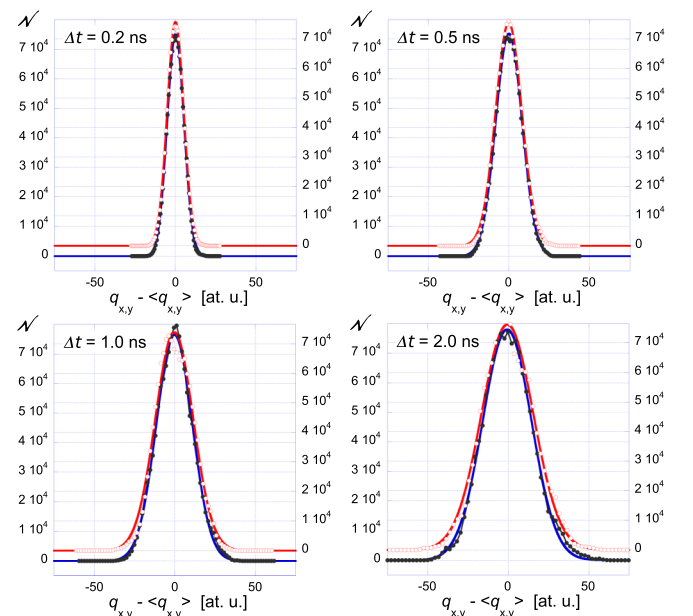 𝒩 𝒩
Δt = 0.2 ns Δt = 0.5 ns
7 10⁴ 7 10⁴ 7 10⁴ 7 10⁴
6 10⁴ 6 10⁴ 6 10⁴ 6 10⁴
5 10⁴ 5 10⁴ 5 10⁴ 5 10⁴
4 10⁴ 4 10⁴ 4 10⁴ 4 10⁴
3 10⁴ 3 10⁴ 3 10⁴ 3 10⁴
2 10⁴ 2 10⁴ 2 10⁴ 2 10⁴
1 10⁴ 1 10⁴ 1 10⁴ 1 10⁴
0 0 0 0
-50 0 50 -50 0 50
qx,y - <qx,y> [at. u.] qx,y - <qx,y> [at. u.]
𝒩 𝒩
Δt = 1.0 ns Δt = 2.0 ns
7 10⁴ 7 10⁴ 7 10⁴ 7 10⁴
6 10⁴ 6 10⁴ 6 10⁴ 6 10⁴
5 10⁴ 5 10⁴ 5 10⁴ 5 10⁴
4 10⁴ 4 10⁴ 4 10⁴ 4 10⁴
3 10⁴ 3 10⁴ 3 10⁴ 3 10⁴
2 10⁴ 2 10⁴ 2 10⁴ 2 10⁴
1 10⁴ 1 10⁴ 1 10⁴ 1 10⁴
0 0 0 0
-50 0 50 -50 0 50
qx,y - <qx,y> [at. u.] qx,y - <qx,y> [at. u.]